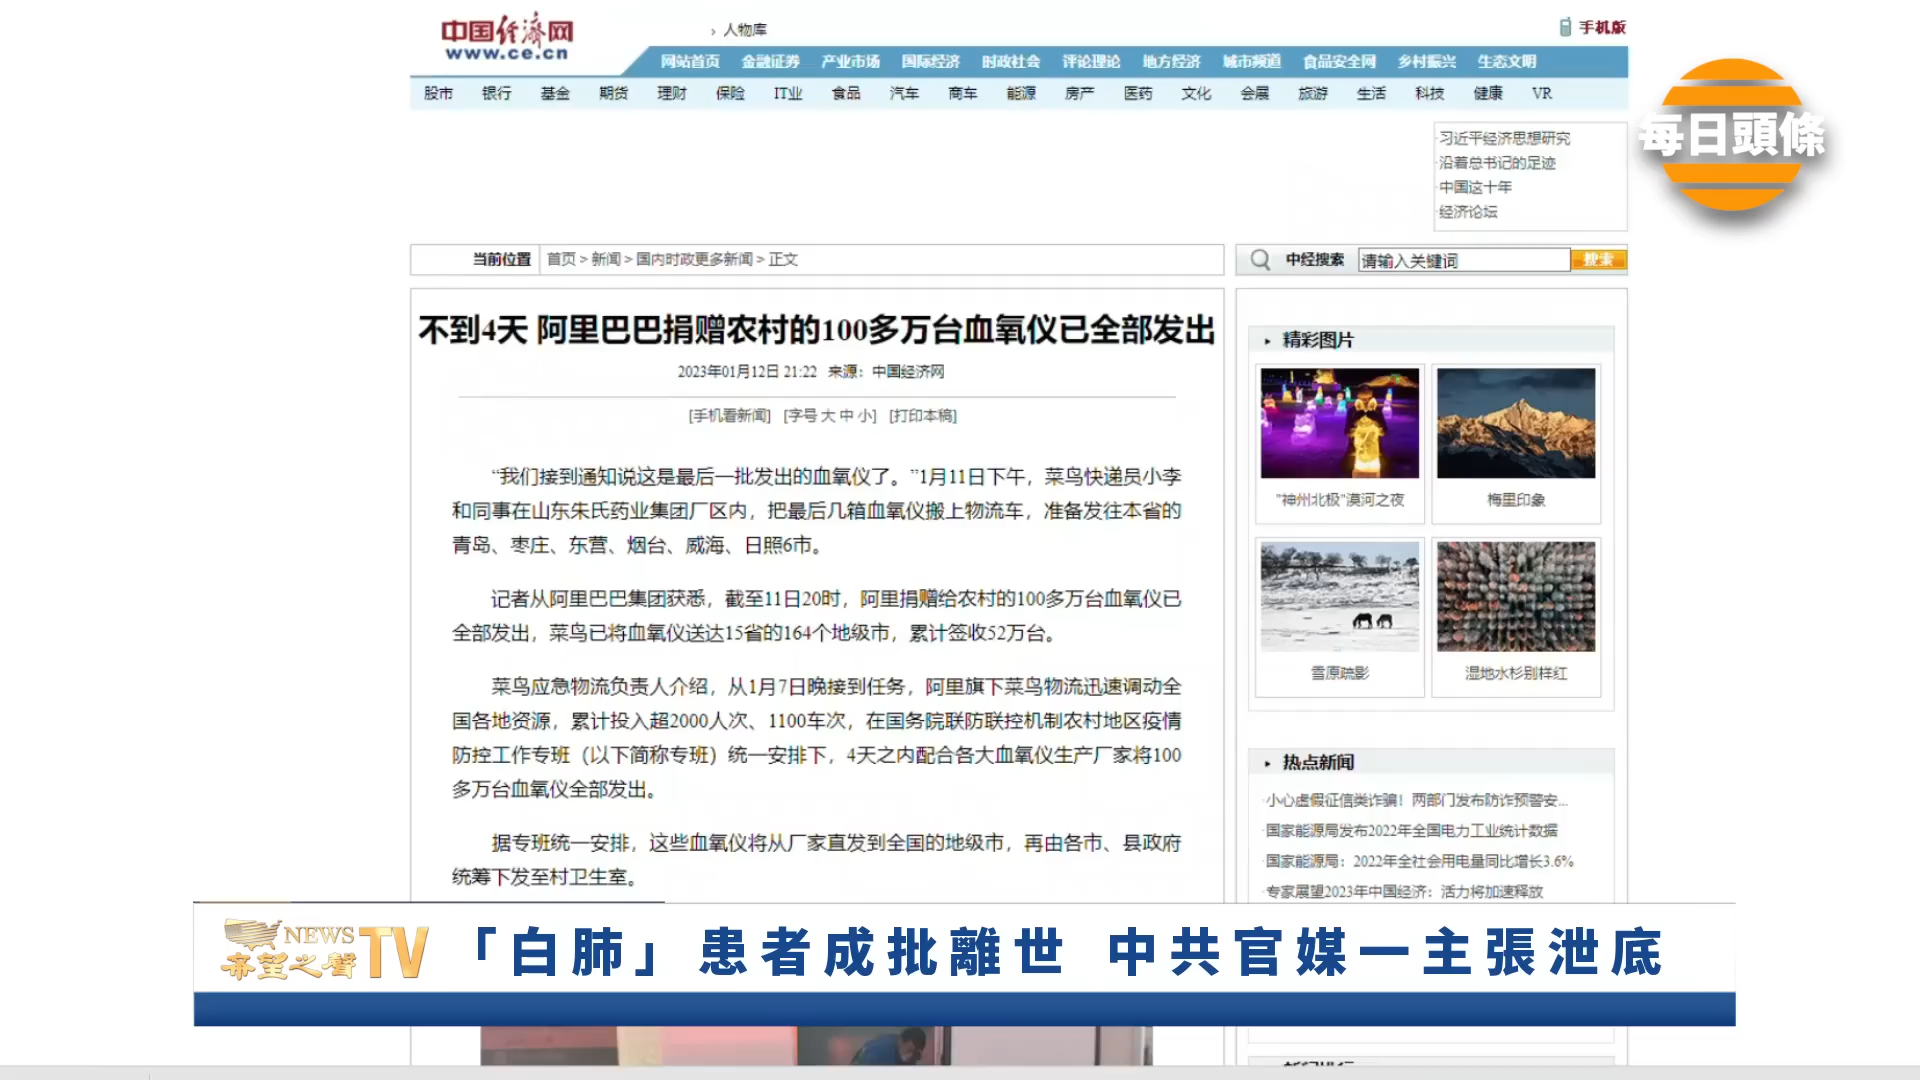 中国经济网
www.ce.cn
› 人物库
手机版
网站首页 金融证券 产业市场 国际经济 时政社会 评论理论 地方经济 城市频道 食品安全网 乡村振兴 生态文明
股市 银行 基金 期货 理财 保险 IT业 食品 汽车 商车 能源 房产 医药 文化 会展 旅游 生活 科技 健康 VR
·习近平经济思想研究
·沿着总书记的足迹
·中国这十年
·经济论坛
每日頭條
当前位置 首页 > 新闻 > 国内时政更多新闻 > 正文
中经搜索 请输入关键词 搜索
不到4天 阿里巴巴捐赠农村的100多万台血氧仪已全部发出
2023年01月12日 21:22 来源：中国经济网
[手机看新闻] [字号 大 中 小] [打印本稿]
“我们接到通知说这是最后一批发出的血氧仪了。”1月11日下午，菜鸟快递员小李
和同事在山东朱氏药业集团厂区内，把最后几箱血氧仪搬上物流车，准备发往本省的
青岛、枣庄、东营、烟台、威海、日照6市。
记者从阿里巴巴集团获悉，截至11日20时，阿里捐赠给农村的100多万台血氧仪已
全部发出，菜鸟已将血氧仪送达15省的164个地级市，累计签收52万台。
菜鸟应急物流负责人介绍，从1月7日晚接到任务，阿里旗下菜鸟物流迅速调动全
国各地资源，累计投入超2000人次、1100车次，在国务院联防联控机制农村地区疫情
防控工作专班（以下简称专班）统一安排下，4天之内配合各大血氧仪生产厂家将100
多万台血氧仪全部发出。
据专班统一安排，这些血氧仪将从厂家直发到全国的地级市，再由各市、县政府
统筹下发至村卫生室。
精彩图片
"神州北极"漠河之夜
梅里印象
雪原疏影
湿地水杉别样红
热点新闻
·小心虚假征信类诈骗！两部门发布防诈预警安...
·国家能源局发布2022年全国电力工业统计数据
·国家能源局：2022年全社会用电量同比增长3.6%
·专家展望2023年中国经济：活力将加速释放
NEWS
希望之聲 TV
「白肺」患者成批離世 中共官媒一主張泄底